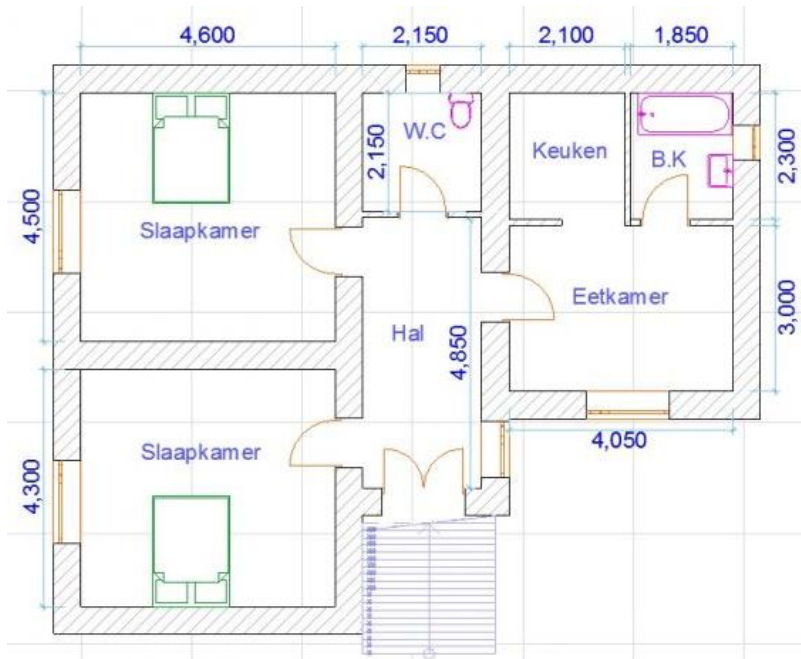 4,600
2,150
2,100
1,850
W.C
2,150
Keuken
B.K
2,300
4,500
Slaapkamer
Eetkamer
3,000
Hal
4,850
4,050
Slaapkamer
4,300